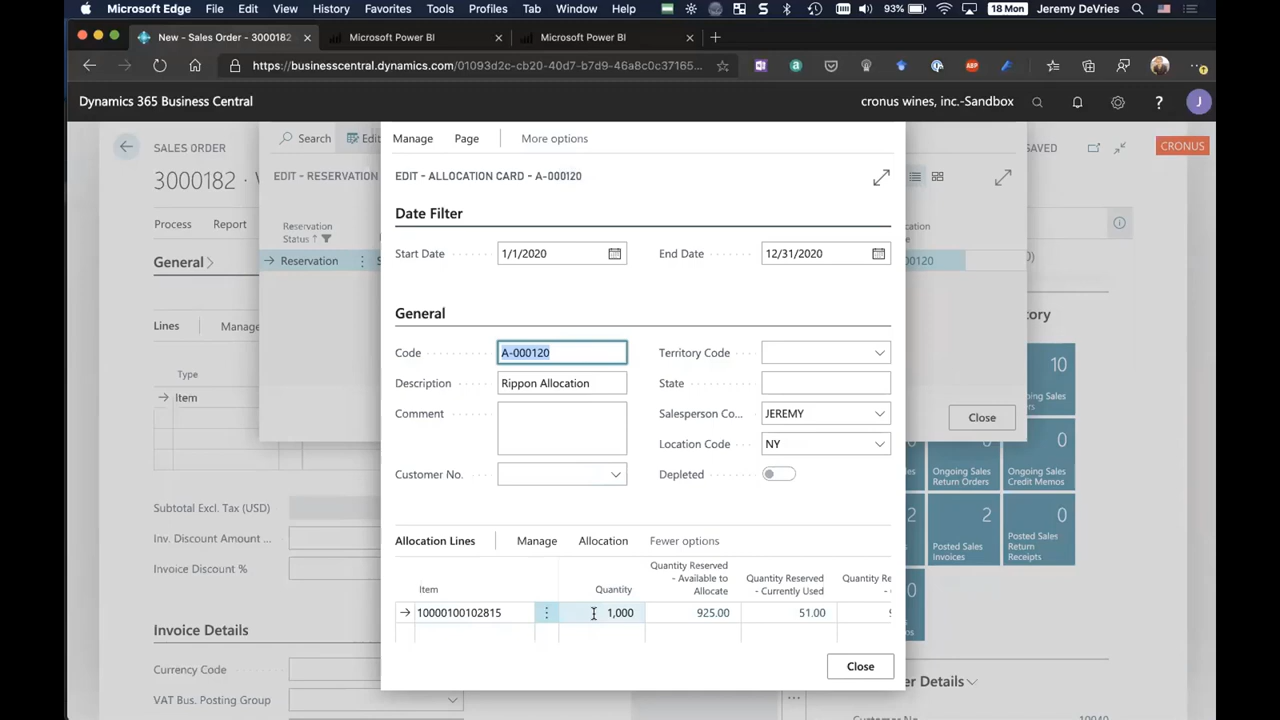 Microsoft Edge File Edit View History Favorites Tools Profiles Tab Window Help 93% 18 Mon Jeremy DeVries
New - Sales Order - 3000182 Microsoft Power BI Microsoft Power BI
https://businesscentral.dynamics.com/01093d2c-cb20-40d7-b7d9-46a8c0c37165...
Dynamics 365 Business Central cronus wines, inc.-Sandbox ? J
SALES ORDER Search Edit Manage Page More options SAVED CRONUS
3000182 · EDIT - RESERVATION EDIT - ALLOCATION CARD - A-000120
Process Report Reservation Status Date Filter
General Reservation Start Date 1/1/2020 End Date 12/31/2020
General
Lines Manage Code A-000120 Territory Code 10
Type Description Rippon Allocation State
Item Comment Salesperson Co... JEREMY Close
Location Code NY 0 0
Customer No. Depleted Ongoing Sales Return Orders Ongoing Sales Credit Memos
Subtotal Excl. Tax (USD) 2 2 0
Inv. Discount Amount ... Allocation Lines Manage Allocation Fewer options Posted Sales Invoices Posted Sales Return Receipts
Invoice Discount % Item Quantity Quantity Reserved - Available to Allocate Quantity Reserved - Currently Used
10000100102815 1,000 925.00 51.00
Invoice Details
Currency Code Close Details
VAT Bus. Posting Group Customer No. 10940